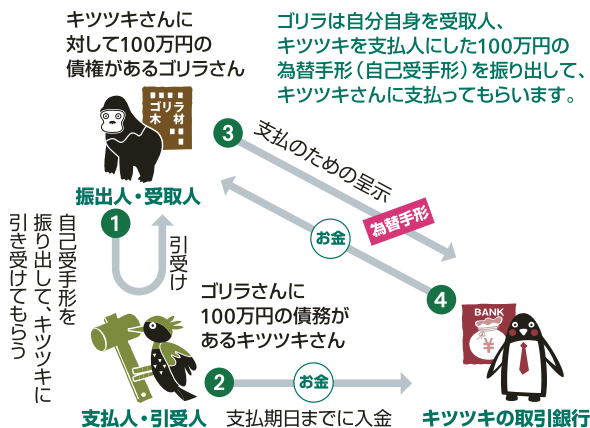 キツツキさんに
対して100万円の
債権があるゴリラさん
ゴリラは自分自身を受取人、
キツツキを支払人にした100万円の
為替手形（自己受手形）を振り出して、
キツツキさんに支払ってもらいます。
ゴリラ
木材
振出人・受取人
3
支払のための呈示
為替手形
お金
1
自己受手形を
振り出して、キツツキに
引き受けてもらう
引受け
ゴリラさんに
100万円の債務が
あるキツツキさん
4
BANK
¥
2
お金
支払人・引受人
支払期日までに入金
キツツキの取引銀行